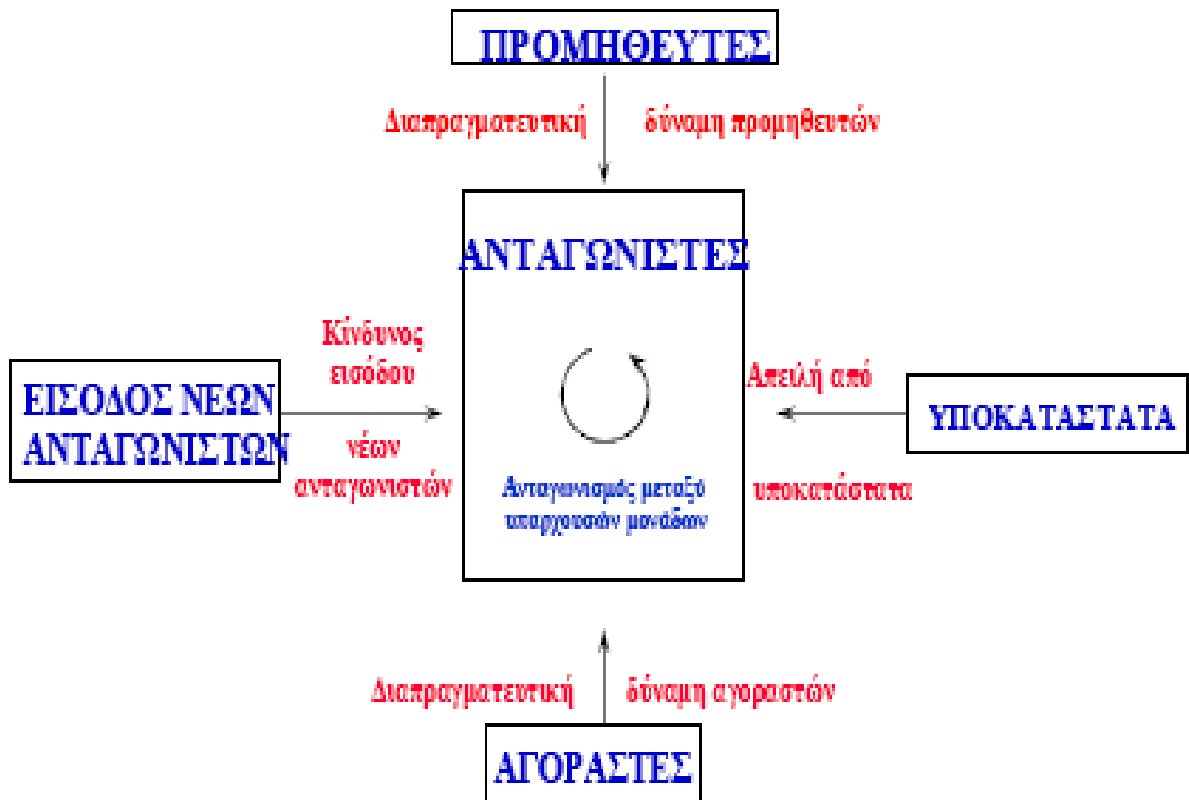 ΠΡΟΜΗΘΕΥΤΕΣ
Διαπραγματευτική δύναμη προμηθευτών
ΑΝΤΑΓΩΝΙΣΤΕΣ
Κίνδυνος
εισόδου
ΕΙΣΟΔΟΣ ΝΕΩΝ
ΑΝΤΑΓΩΝΙΣΤΩΝ
νέων
ανταγωνιστών
Ανταγωνισμός μεταξύ
υπαρχουσών μονάδων
Απειλή από
υποκατάστατα
ΥΠΟΚΑΤΑΣΤΑΤΑ
Διαπραγματευτική δύναμη αγοραστών
ΑΓΟΡΑΣΤΕΣ